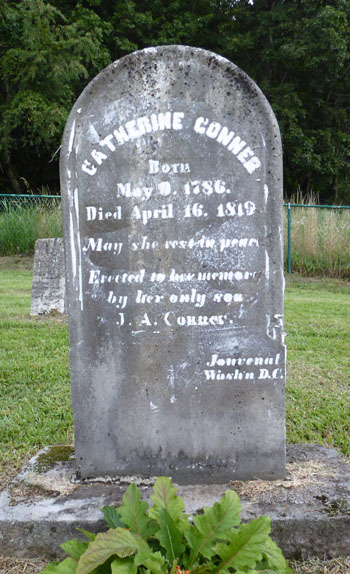 CATHERINE CONNER
Born
May 9. 1786.
Died April 16. 1819
May she rest in peace
Erected to her memory
by her only son
J. A. Conner.
Jouvenal
Wash'n D.C.